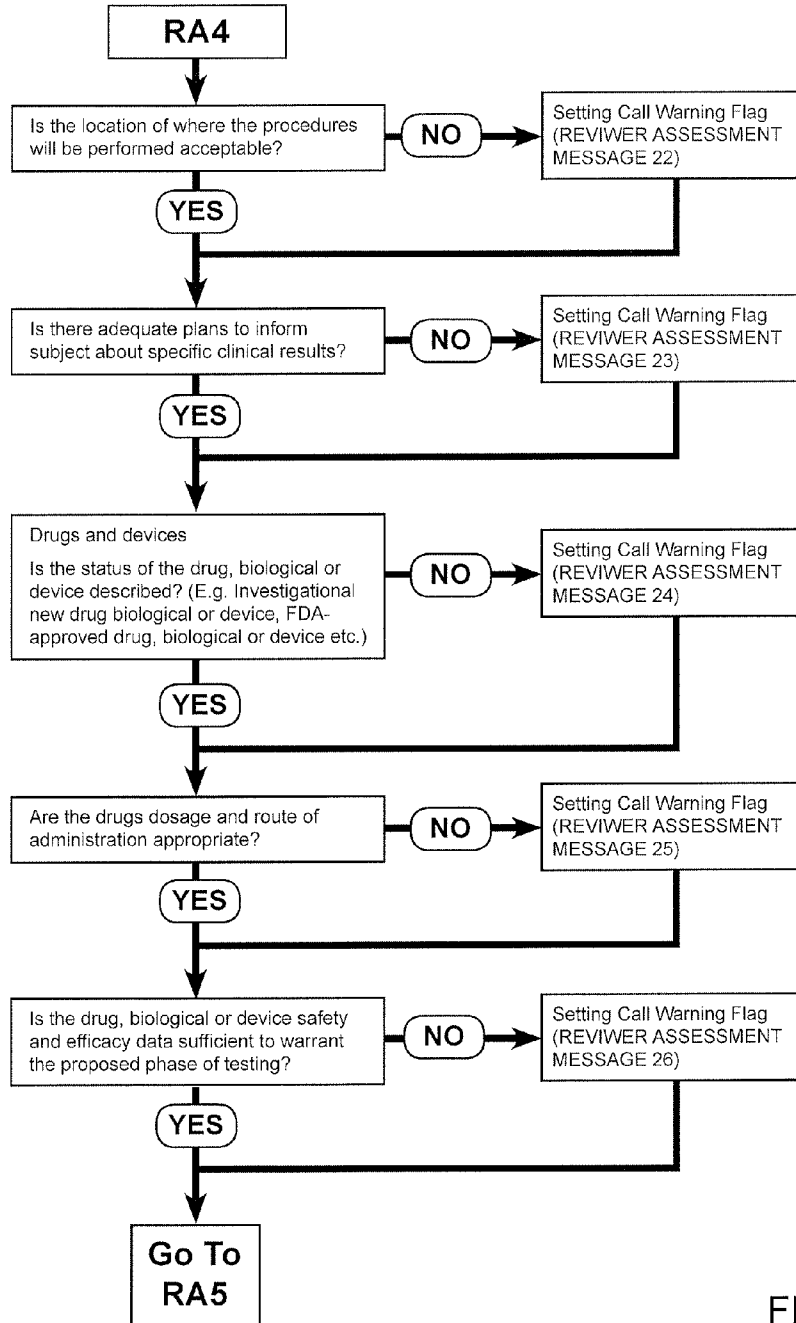 RA4
Is the location of where the procedures
will be performed acceptable?
NO
Setting Call Warning Flag
(REVIWER ASSESSMENT
MESSAGE 22)
YES
Is there adequate plans to inform
subject about specific clinical results?
NO
Setting Call Warning Flag
(REVIWER ASSESSMENT
MESSAGE 23)
YES
Drugs and devices
Is the status of the drug, biological or
device described? (E.g. Investigational
new drug biological or device, FDA-
approved drug, biological or device etc.)
NO
Setting Call Warning Flag
(REVIWER ASSESSMENT
MESSAGE 24)
YES
Are the drugs dosage and route of
administration appropriate?
NO
Setting Call Warning Flag
(REVIWER ASSESSMENT
MESSAGE 25)
YES
Is the drug, biological or device safety
and efficacy data sufficient to warrant
the proposed phase of testing?
NO
Setting Call Warning Flag
(REVIWER ASSESSMENT
MESSAGE 26)
YES
Go To
RA5